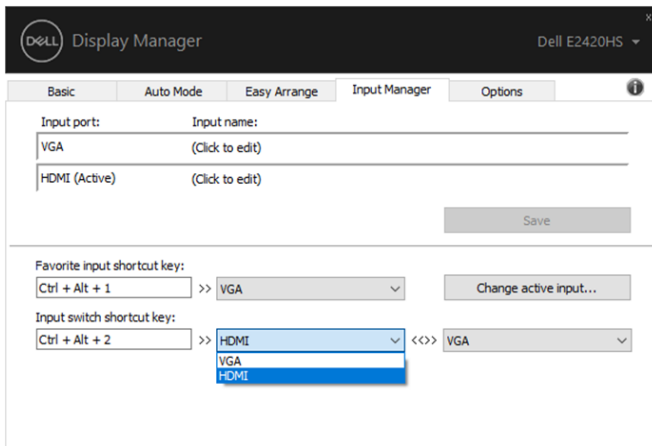 x
DELL Display Manager Dell E2420HS
Basic Auto Mode Easy Arrange Input Manager Options i
Input port: Input name:
VGA (Click to edit)
HDMI (Active) (Click to edit)
Save
Favorite input shortcut key:
Ctrl + Alt + 1 >> VGA Change active input...
Input switch shortcut key:
Ctrl + Alt + 2 >> HDMI <<>> VGA
VGA
HDMI